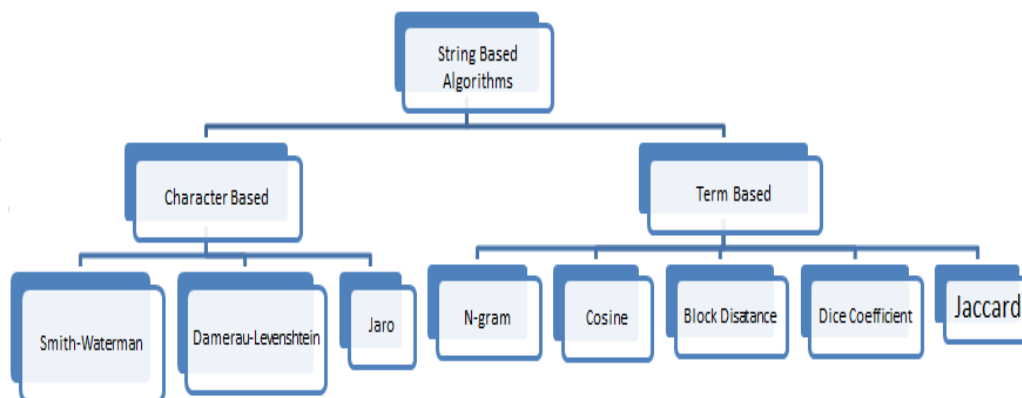 String Based
Algorithms
Character Based
Term Based
Smith-Waterman
Damerau-Levenshtein
Jaro
N-gram
Cosine
Block Disatance
Dice Coefficient
Jaccard